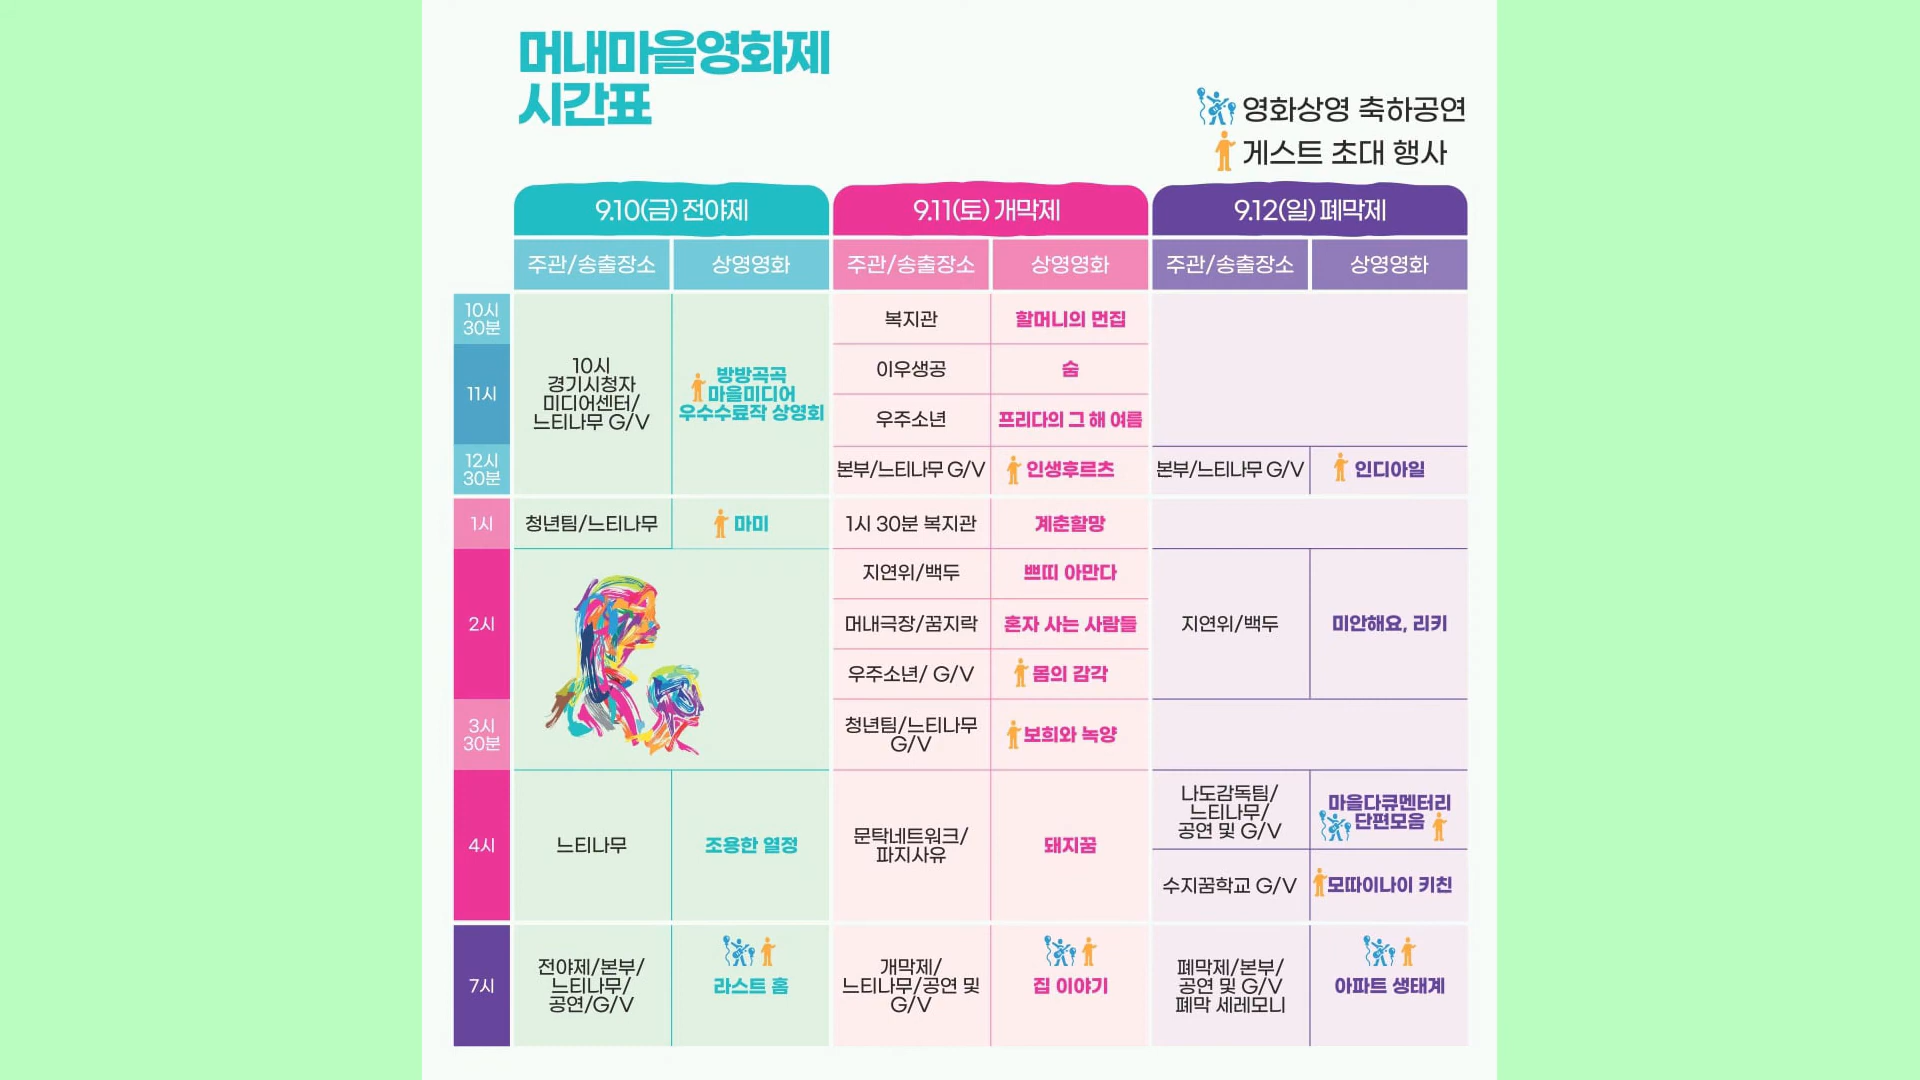 머내마을영화제
시간표
영화상영 축하공연
게스트 초대 행사
9.10(금) 전야제
9.11(토) 개막제
9.12(일) 폐막제
주관/송출장소
상영영화
주관/송출장소
상영영화
주관/송출장소
상영영화
10시
30분
10시
경기시청자
미디어센터/
느티나무 G/V
방방곡곡
마을미디어
우수수료작 상영회
복지관
할머니의 먼집
11시
이우생공
숨
우주소년
프리다의 그 해 여름
12시
30분
본부/느티나무 G/V
인생후르츠
본부/느티나무 G/V
인디아일
1시
청년팀/느티나무
마미
1시 30분 복지관
계춘할망
2시
지연위/백두
쁘띠 아만다
머내극장/꿈지락
혼자 사는 사람들
지연위/백두
미안해요, 리키
우주소년/ G/V
몸의 감각
3시
30분
청년팀/느티나무
G/V
보희와 녹양
4시
느티나무
조용한 열정
문탁네트워크/
파지사유
돼지꿈
나도감독팀/
느티나무/
공연 및 G/V
마을다큐멘터리
단편모음
수지꿈학교 G/V
모따이나이 키친
7시
전야제/본부/
느티나무/
공연/G/V
라스트 홈
개막제/
느티나무/공연 및
G/V
집 이야기
폐막제/본부/
공연 및 G/V
폐막 세레모니
아파트 생태계